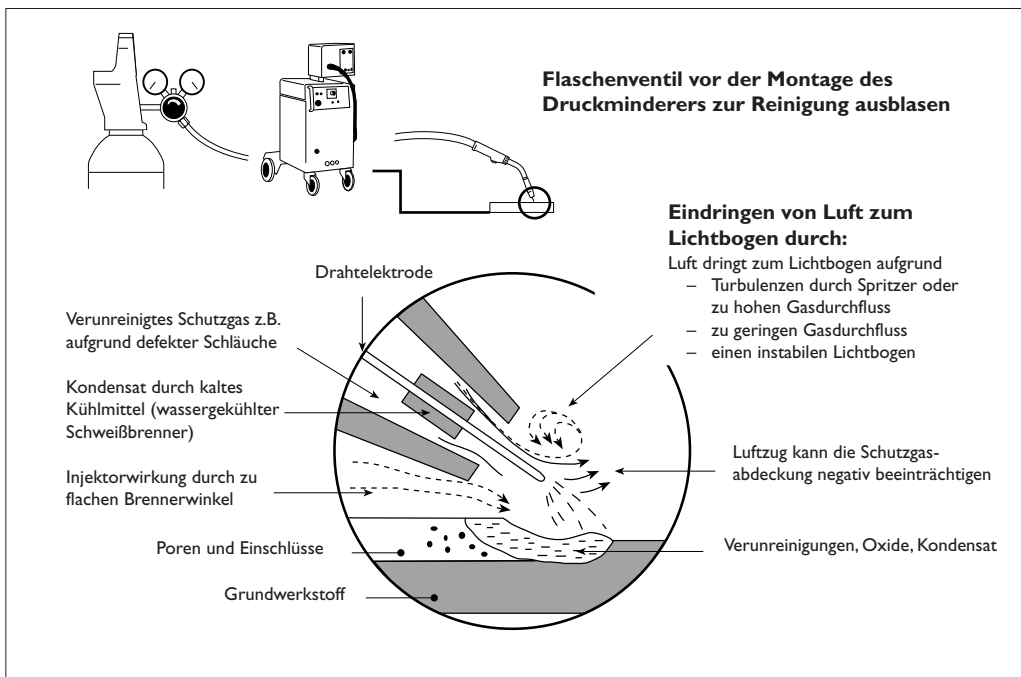 Flaschenventil vor der Montage des
Druckminderers zur Reinigung ausblasen
Eindringen von Luft zum
Lichtbogen durch:
Luft dringt zum Lichtbogen aufgrund
– Turbulenzen durch Spritzer oder
zu hohen Gasdurchfluss
– zu geringen Gasdurchfluss
– einen instabilen Lichtbogen
Drahtelektrode
Verunreinigtes Schutzgas z.B.
aufgrund defekter Schläuche
Kondensat durch kaltes
Kühlmittel (wassergekühlter
Schweißbrenner)
Injektorwirkung durch zu
flachen Brennerwinkel
Luftzug kann die Schutzgas-
abdeckung negativ beeinträchtigen
Poren und Einschlüsse
Verunreinigungen, Oxide, Kondensat
Grundwerkstoff